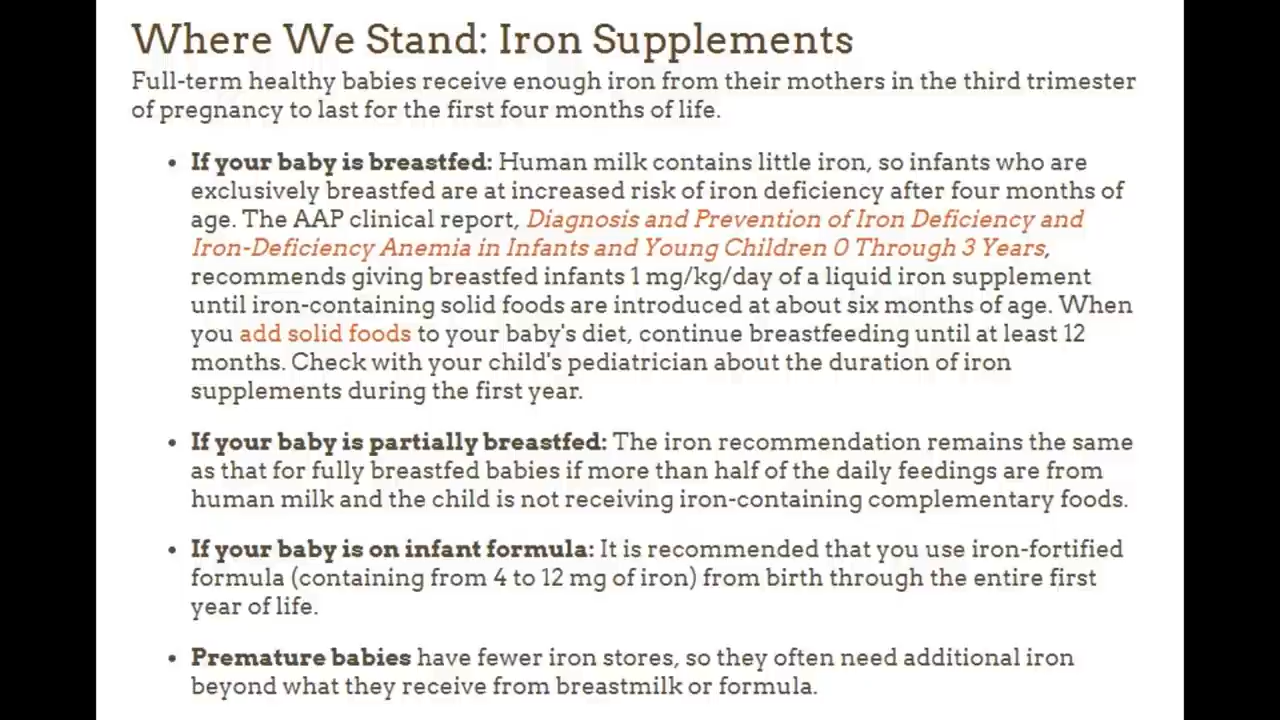 Where We Stand: Iron Supplements
Full-term healthy babies receive enough iron from their mothers in the third trimester
of pregnancy to last for the first four months of life.
• If your baby is breastfed: Human milk contains little iron, so infants who are
exclusively breastfed are at increased risk of iron deficiency after four months of
age. The AAP clinical report, Diagnosis and Prevention of Iron Deficiency and
Iron-Deficiency Anemia in Infants and Young Children 0 Through 3 Years,
recommends giving breastfed infants 1 mg/kg/day of a liquid iron supplement
until iron-containing solid foods are introduced at about six months of age. When
you add solid foods to your baby's diet, continue breastfeeding until at least 12
months. Check with your child's pediatrician about the duration of iron
supplements during the first year.
• If your baby is partially breastfed: The iron recommendation remains the same
as that for fully breastfed babies if more than half of the daily feedings are from
human milk and the child is not receiving iron-containing complementary foods.
• If your baby is on infant formula: It is recommended that you use iron-fortified
formula (containing from 4 to 12 mg of iron) from birth through the entire first
year of life.
• Premature babies have fewer iron stores, so they often need additional iron
beyond what they receive from breastmilk or formula.